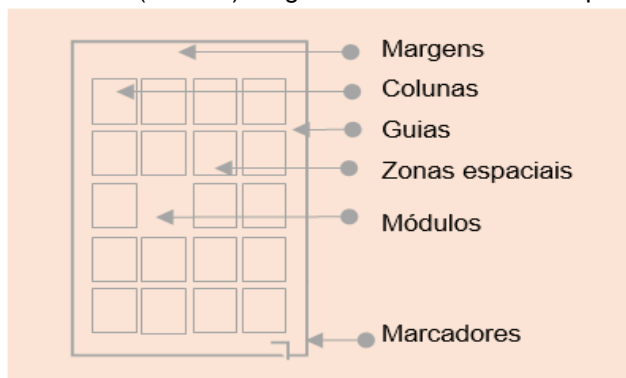 Margens
Colunas
Guias
Zonas espaciais
Módulos
Marcadores